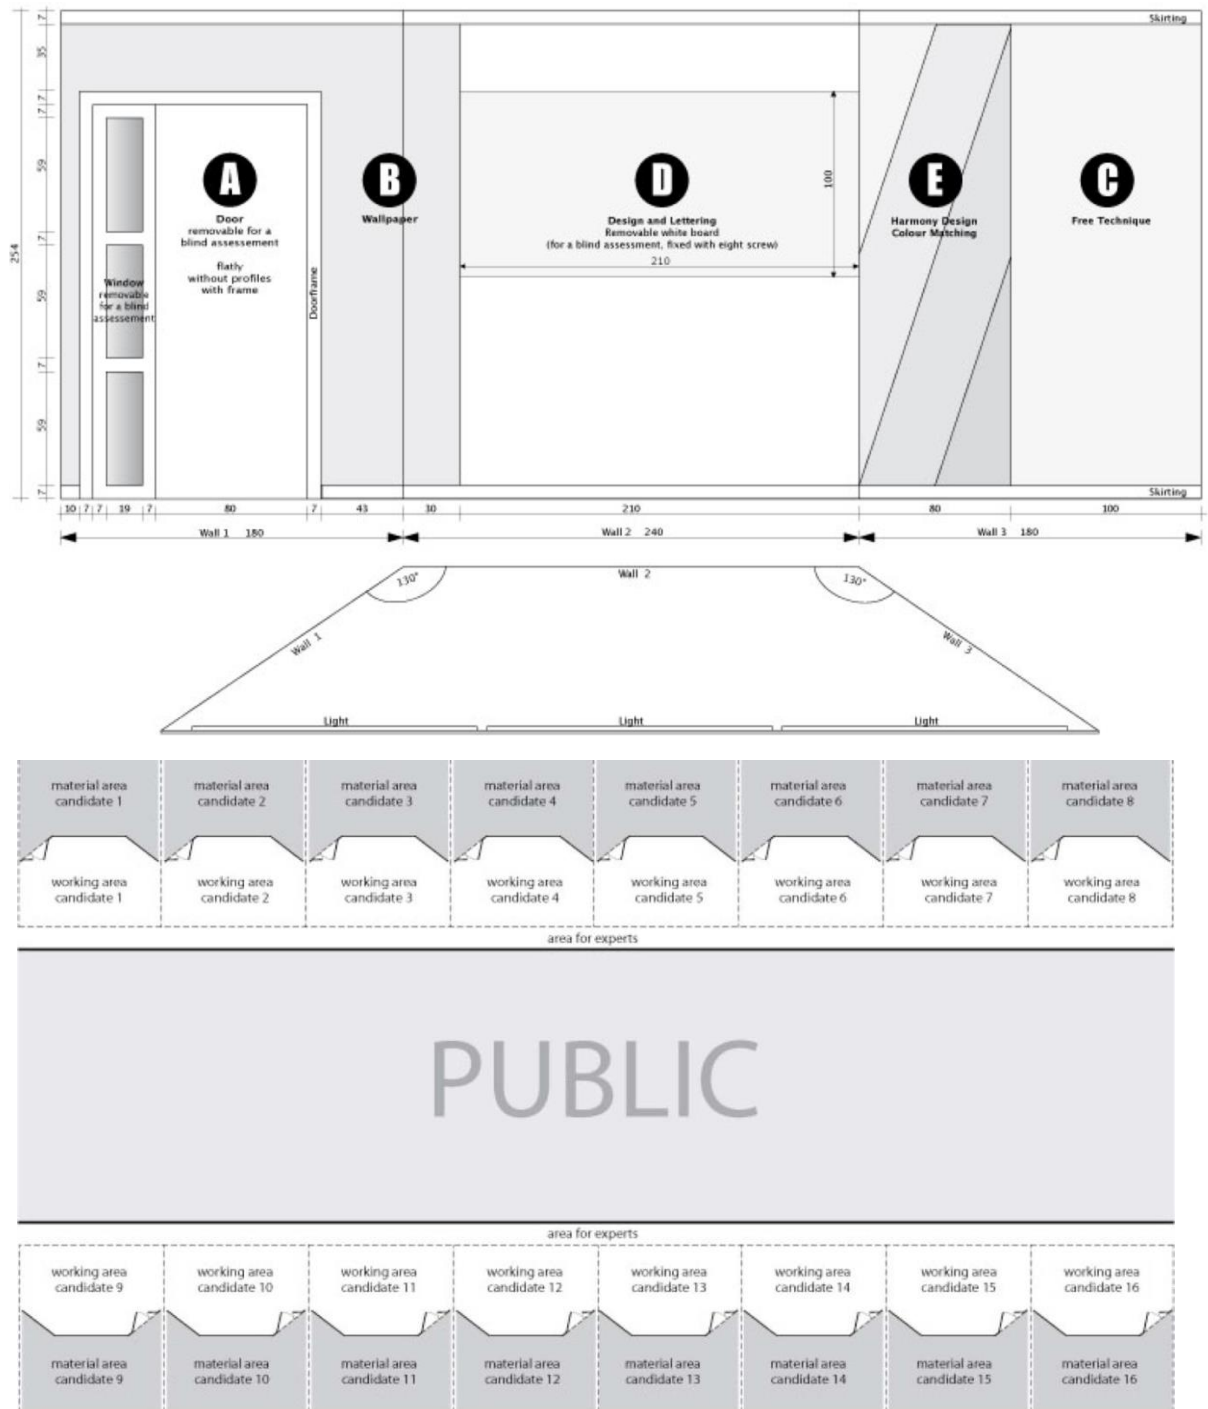 Skirting
7
35
7
7
59
7
59
7
59
7
254
A
Door
removable for a
blind assessment
flatly
without profiles
with frame
Window
removable
for a blind
assessement
Doorframe
B
Wallpaper
D
Design and Lettering
Removable white board
(for a blind assessment, fixed with eight screw)
210
100
E
Harmony Design
Colour Matching
C
Free Technique
Skirting
10 7 7 19 7 80 7 43 30 210 80 100
Wall 1 180 Wall 2 240 Wall 3 180
130° Wall 2 130°
Wall 1 Wall 3
Light Light Light
material area material area material area material area material area material area material area material area
candidate 1 candidate 2 candidate 3 candidate 4 candidate 5 candidate 6 candidate 7 candidate 8
working area working area working area working area working area working area working area working area
candidate 1 candidate 2 candidate 3 candidate 4 candidate 5 candidate 6 candidate 7 candidate 8
area for experts
PUBLIC
area for experts
working area working area working area working area working area working area working area working area
candidate 9 candidate 10 candidate 11 candidate 12 candidate 13 candidate 14 candidate 15 candidate 16
material area material area material area material area material area material area material area material area
candidate 9 candidate 10 candidate 11 candidate 12 candidate 13 candidate 14 candidate 15 candidate 16